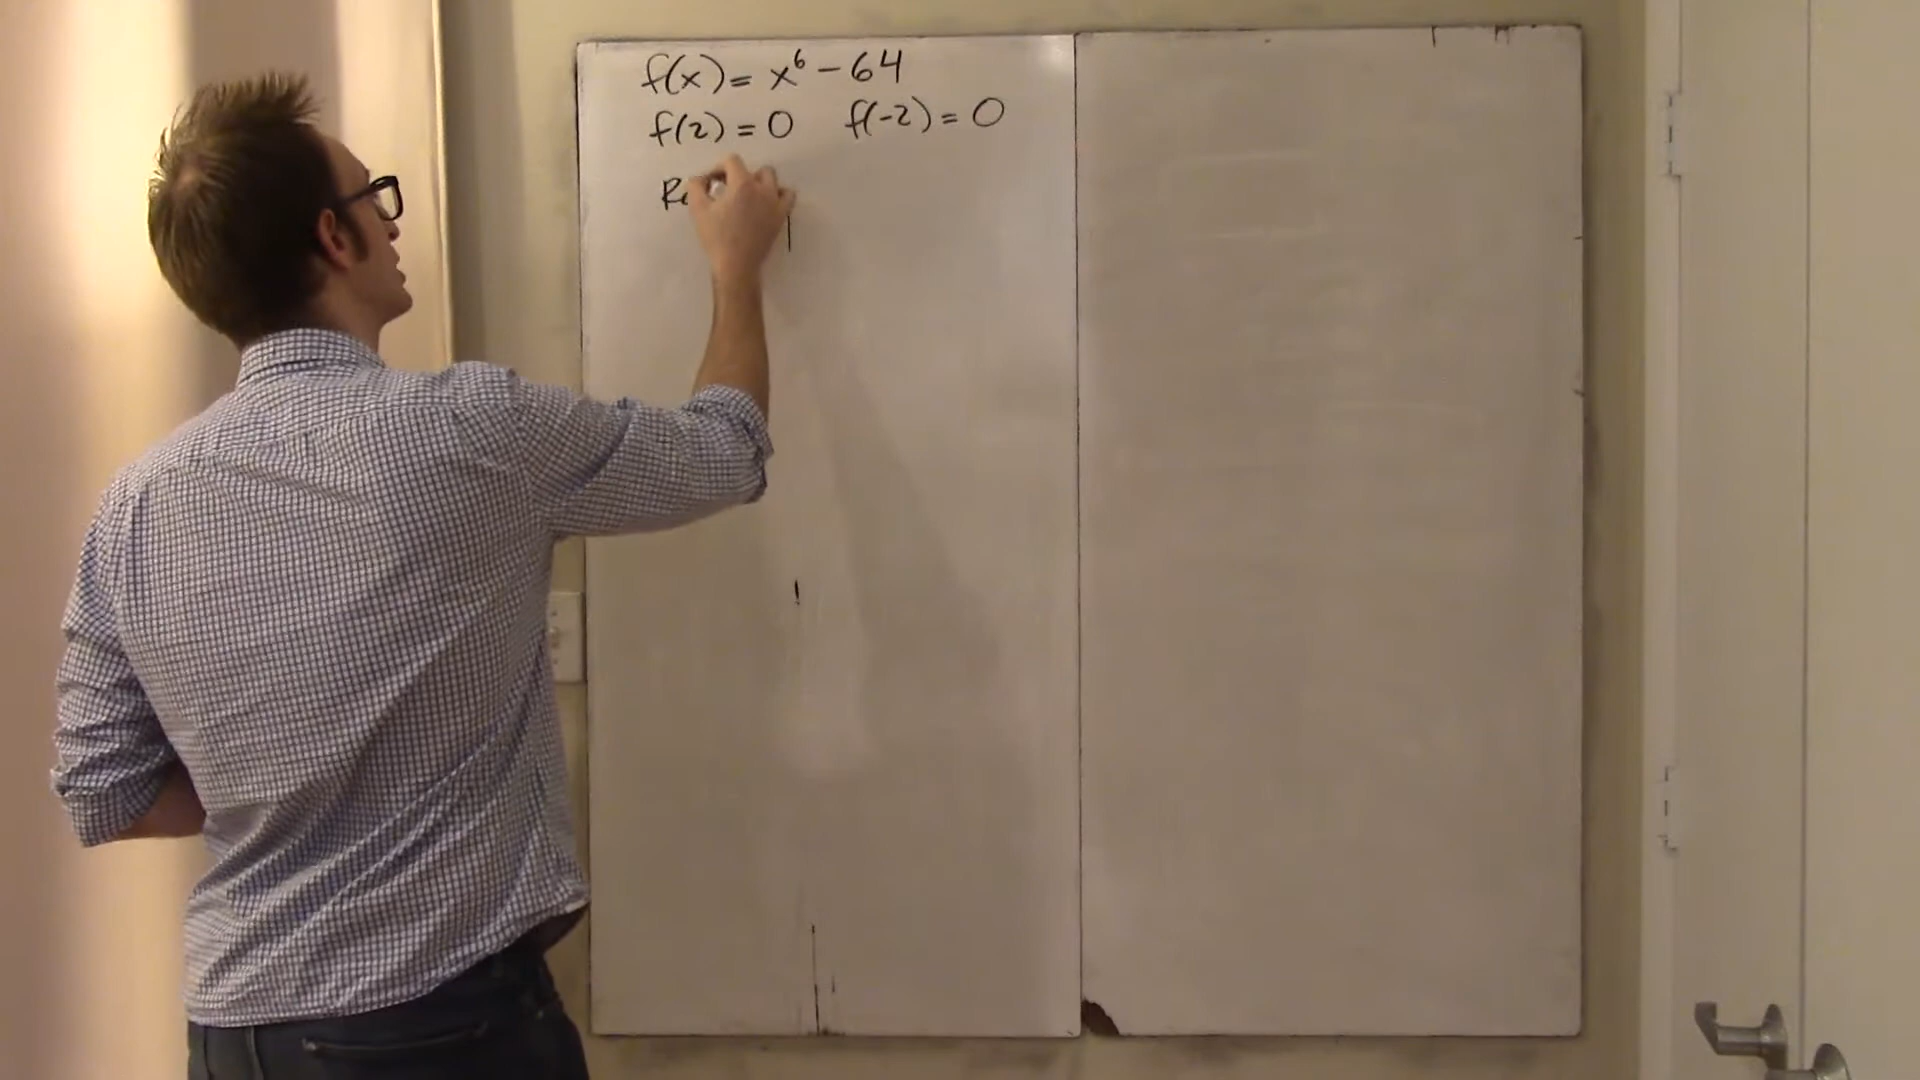 f(x) = x⁶ - 64
f(2) = 0 f(-2) = 0